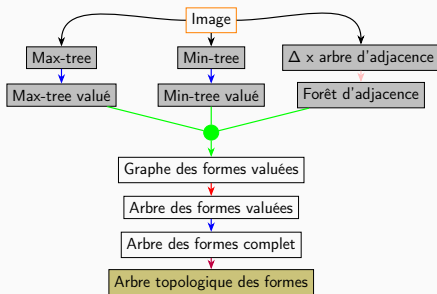 Image
Max-tree
Min-tree
Δ x arbre d'adjacence
Max-tree valué
Min-tree valué
Forêt d'adjacence
Graphe des formes valuées
Arbre des formes valuées
Arbre des formes complet
Arbre topologique des formes